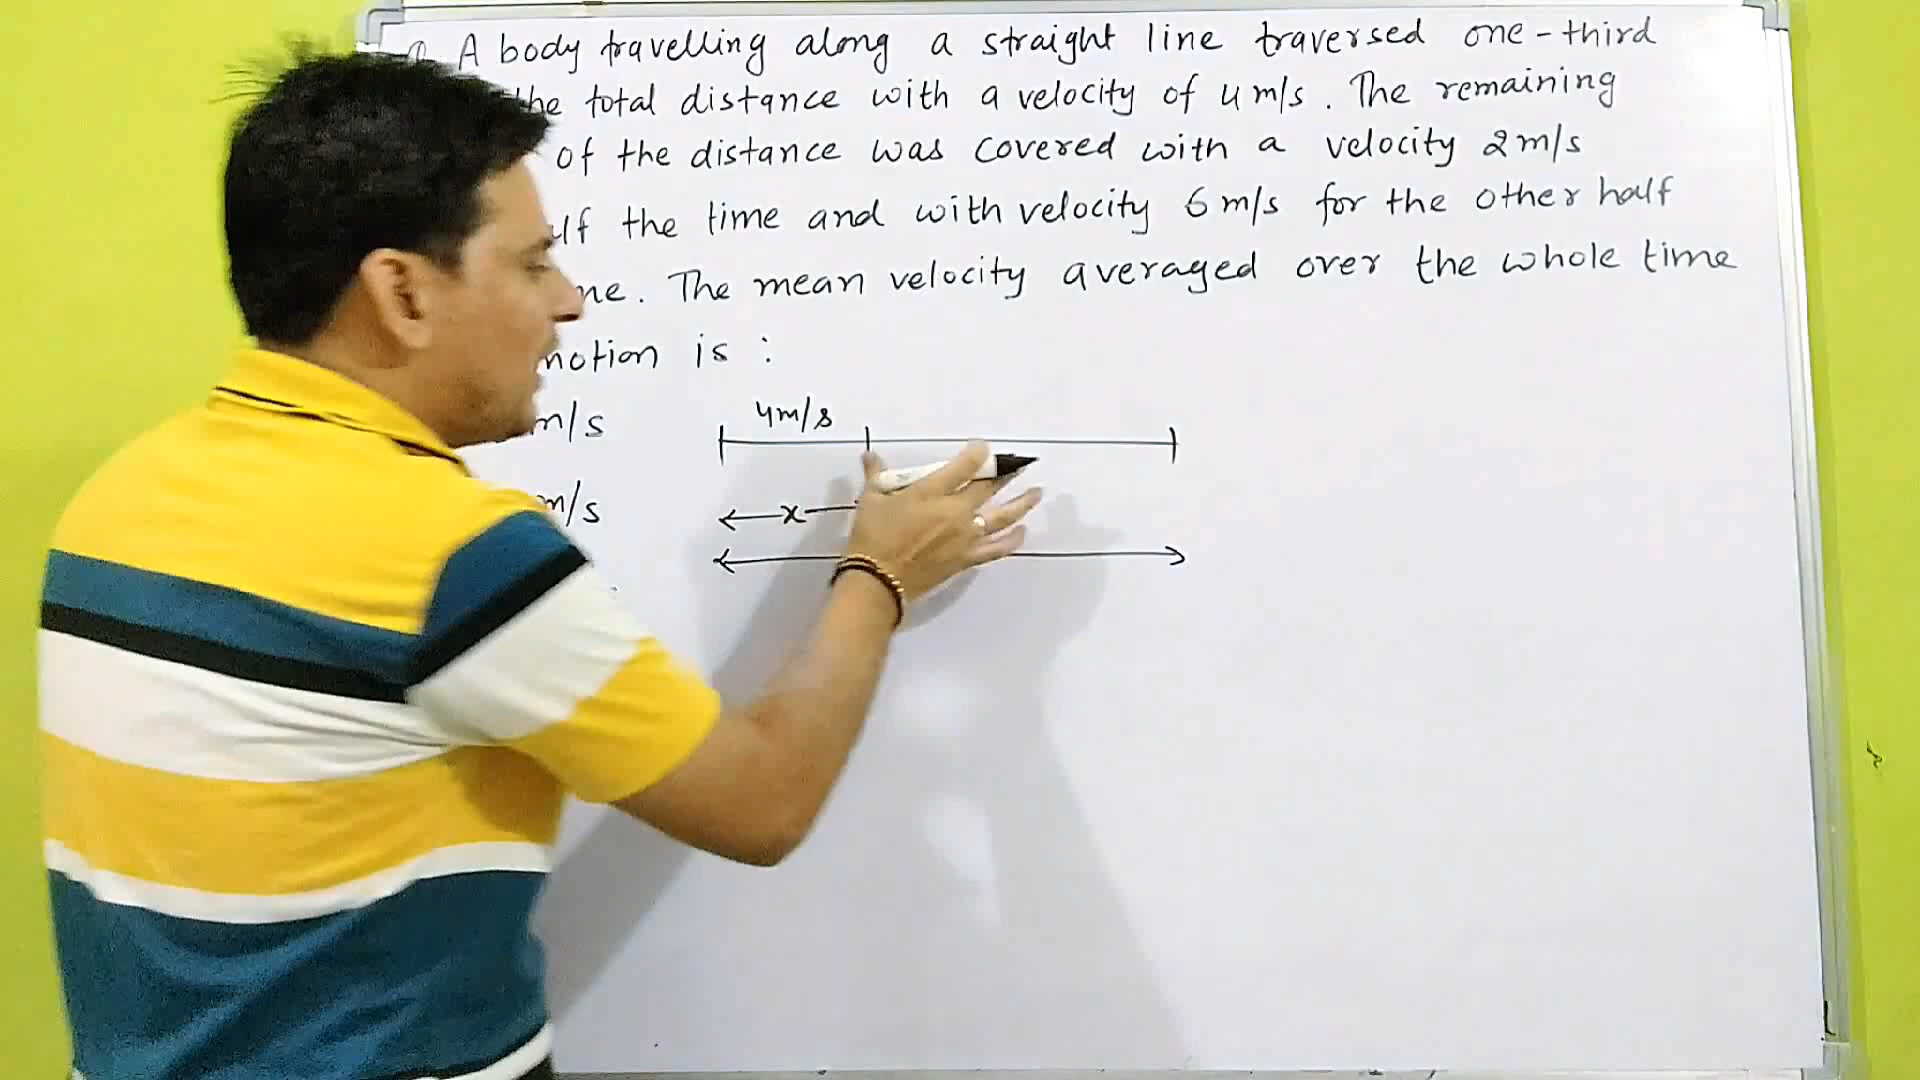 A body travelling along a straight line traversed one-third
the total distance with a velocity of 4 m/s. The remaining
of the distance was covered with a velocity 2 m/s
the time and with velocity 6 m/s for the other half
The mean velocity averaged over the whole time
motion is :
4m/s
m/s
m/s
x